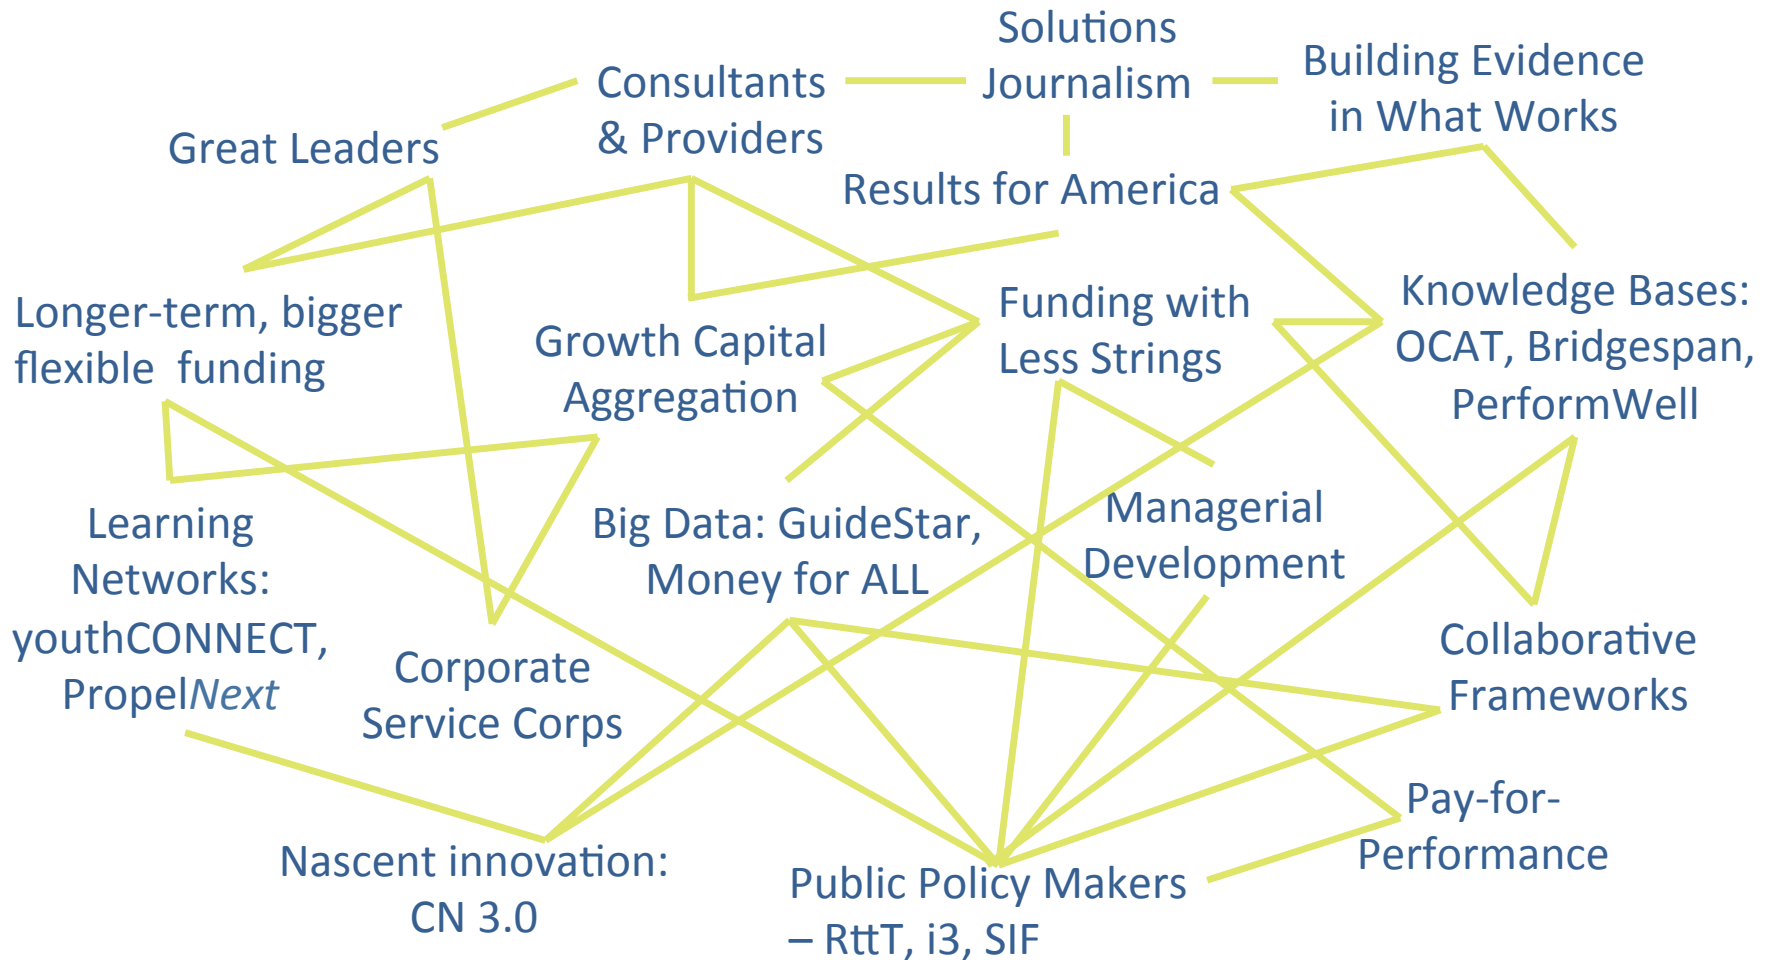 Solutions
Journalism
Consultants
& Providers
Building Evidence
in What Works
Great Leaders
Results for America
Longer-term, bigger
flexible  funding
Growth Capital
Aggregation
Funding with
Less Strings
Knowledge Bases:
OCAT, Bridgespan,
PerformWell
Learning
Networks:
youthCONNECT,
PropelNext
Big Data: GuideStar,
Money for ALL
Managerial
Development
Corporate
Service Corps
Collaborative
Frameworks
Nascent innovation:
CN 3.0
Public Policy Makers
– RttT, i3, SIF
Pay-for-
Performance